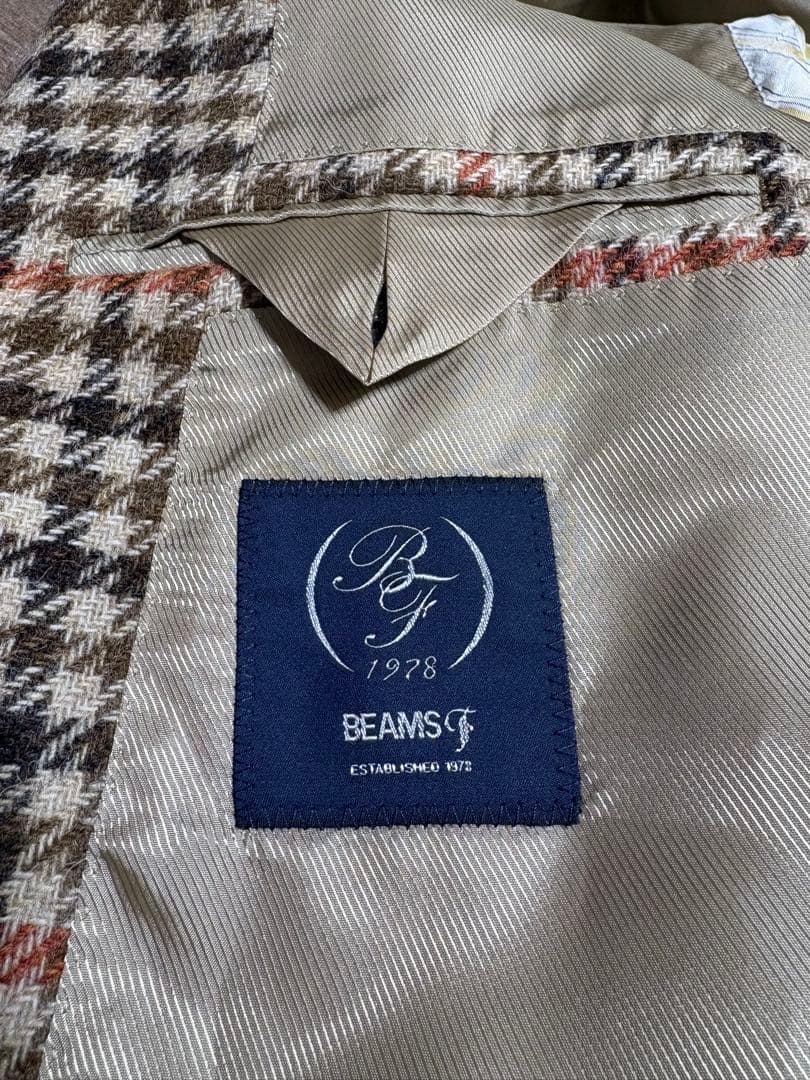 BF
1978
BEAMS F
ESTABLISHED 1978